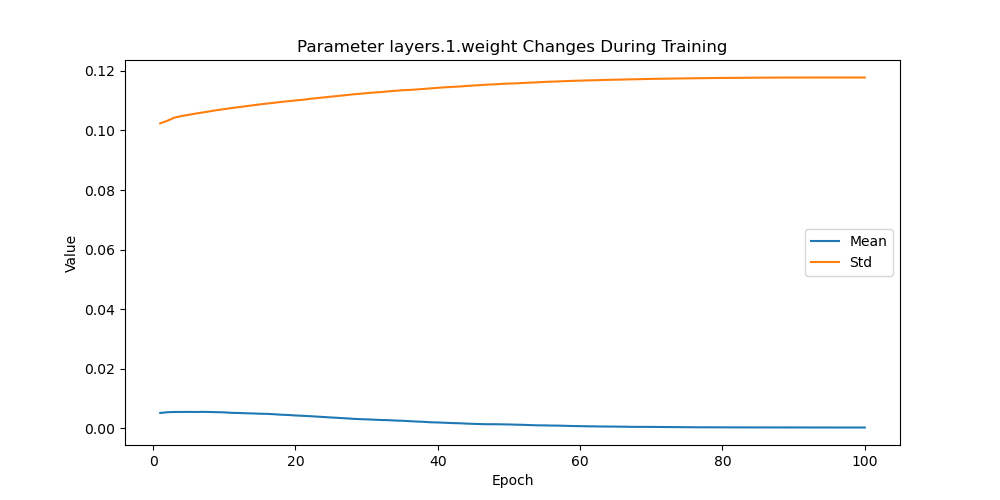 Parameter layers.1.weight Changes During Training
0.12
0.10
0.08
0.06
0.04
0.02
0.00
Value
Mean
Std
0 20 40 60 80 100
Epoch